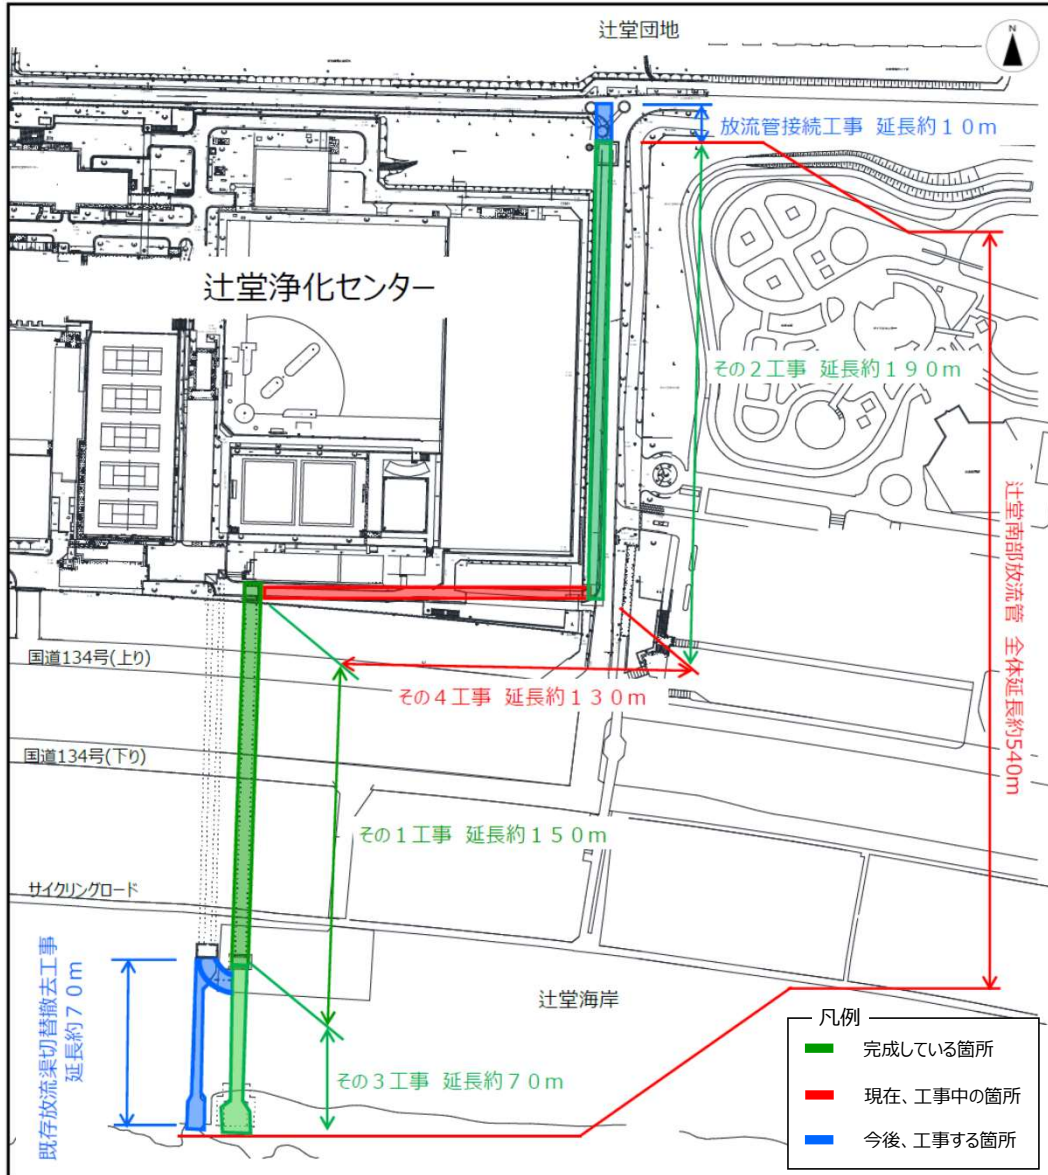 辻堂団地
N
放流管接続工事 延長約10m
辻堂浄化センター
その2工事 延長約190m
辻堂南部放流管 全体延長約540m
国道134号(上り)
その4工事 延長約130m
国道134号(下り)
その1工事 延長約150m
サイクリングロード
既存放流渠切替撤去工事
延長約70m
辻堂海岸
その3工事 延長約70m
凡例
完成している箇所
現在、工事中の箇所
今後、工事する箇所